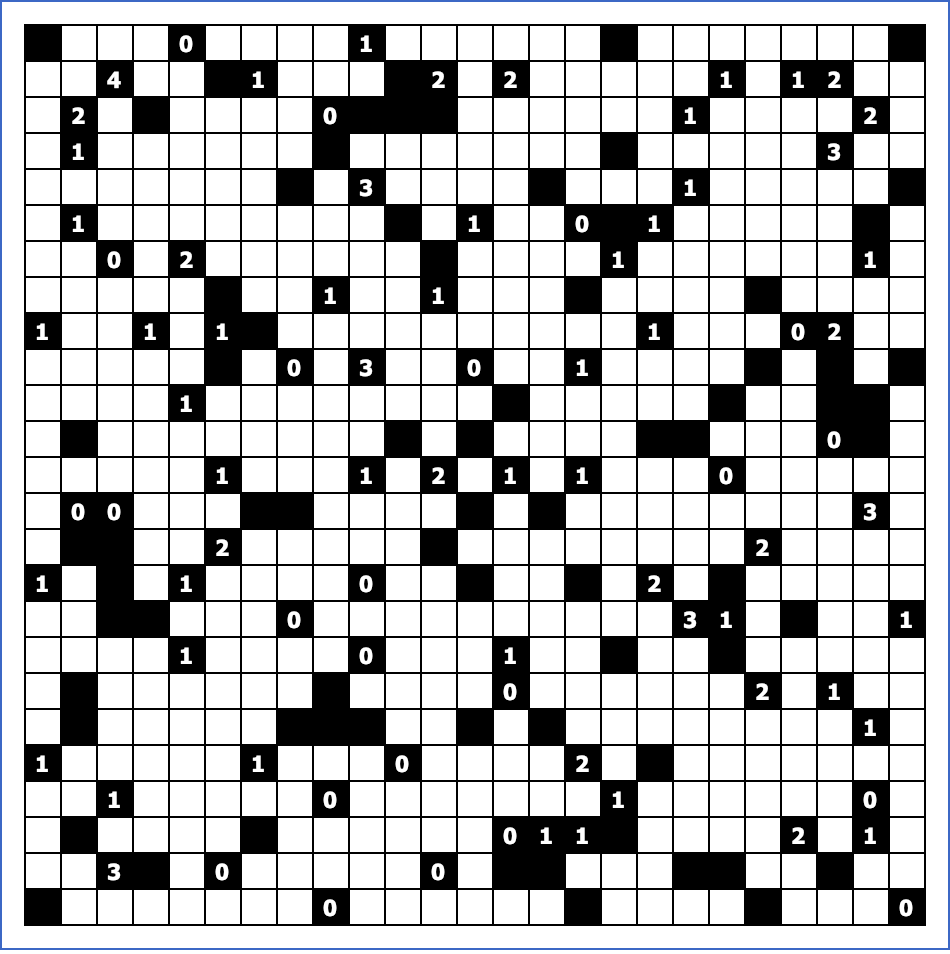 0 1
4 1 2 2 1 1 2
2 0 1 2
1 3
3 1
1 1 0 1
0 2 1 1
1 1
1 1 1 1 0 2
0 3 0 1
1
0
1 1 2 1 1 0
0 0 3
2 2
1 1 0 2
0 3 1 1
1 0 1
0 2 1
1
1 1 0 2
1 0 1 0
0 1 1 2 1
3 0 0
0 0